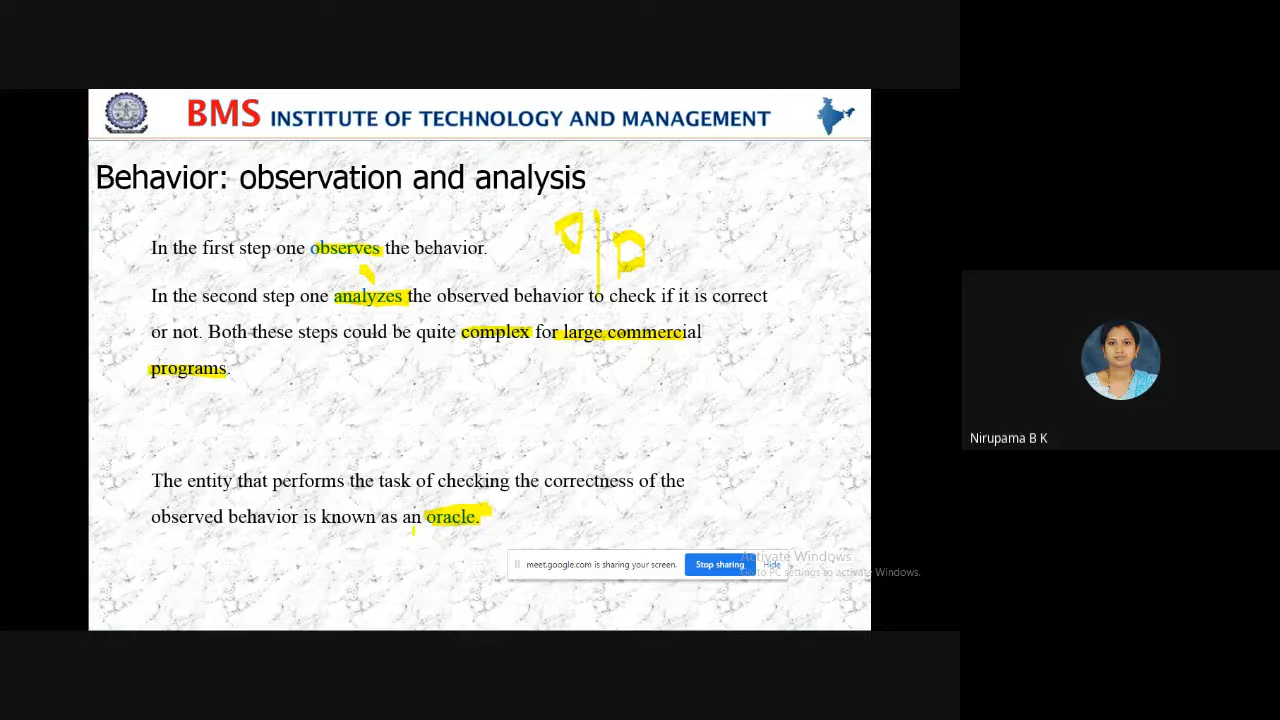 BMS INSTITUTE OF TECHNOLOGY AND MANAGEMENT
Behavior: observation and analysis
In the first step one observes the behavior.
O/P
In the second step one analyzes the observed behavior to check if it is correct
or not. Both these steps could be quite complex for large commercial
programs.
The entity that performs the task of checking the correctness of the
observed behavior is known as an oracle.
meet.google.com is sharing your screen. Stop sharing Hide
Activate Windows
Go to PC settings to activate Windows.
Nirupama B K